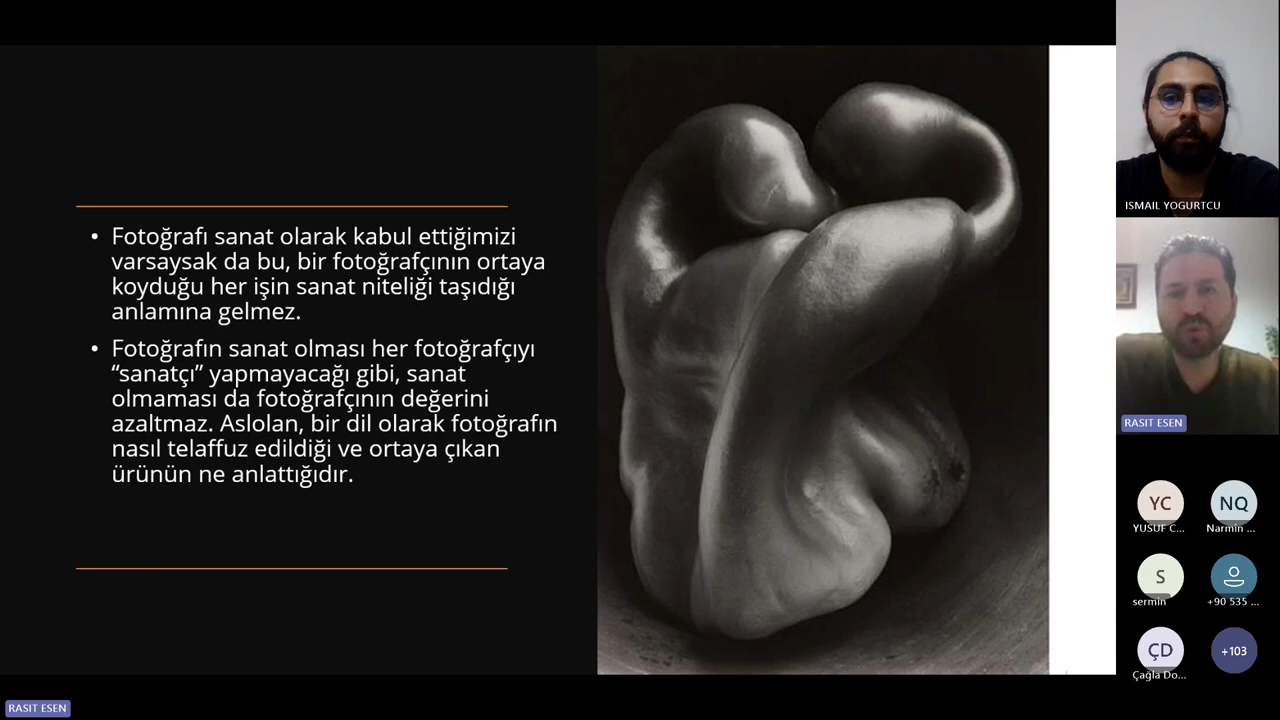 Fotoğrafı sanat olarak kabul ettiğimizi
varsaysak da bu, bir fotoğrafçının ortaya
koyduğu her işin sanat niteliği taşıdığı
anlamına gelmez.
Fotoğrafın sanat olması her fotoğrafçıyı
“sanatçı” yapmayacağı gibi, sanat
olmaması da fotoğrafçının değerini
azaltmaz. Aslolan, bir dil olarak fotoğrafın
nasıl telaffuz edildiği ve ortaya çıkan
ürünün ne anlattığıdır.
ISMAIL YOGURTCU
RASIT ESEN
YC
NQ
YUSUF C...
Narmin ...
S
sermin
+90 535 ...
ÇD
+103
Çağla Do...
RASIT ESEN